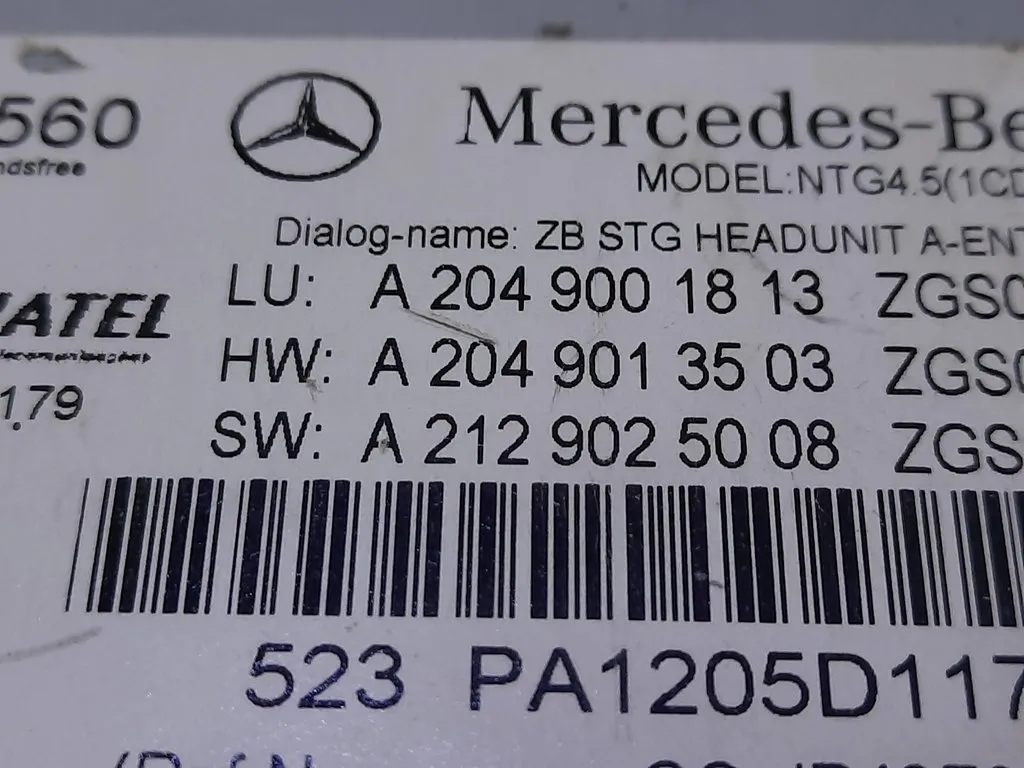 560
ndsfree
Mercedes-Be
MODEL:NTG4.5(1CD
Dialog-name: ZB STG HEADUNIT A-ENT
LU: A 204 900 18 13 ZGS0
ATEL
HW: A 204 901 35 03 ZGS0
179
SW: A 212 902 50 08 ZGS
523 PA1205D117